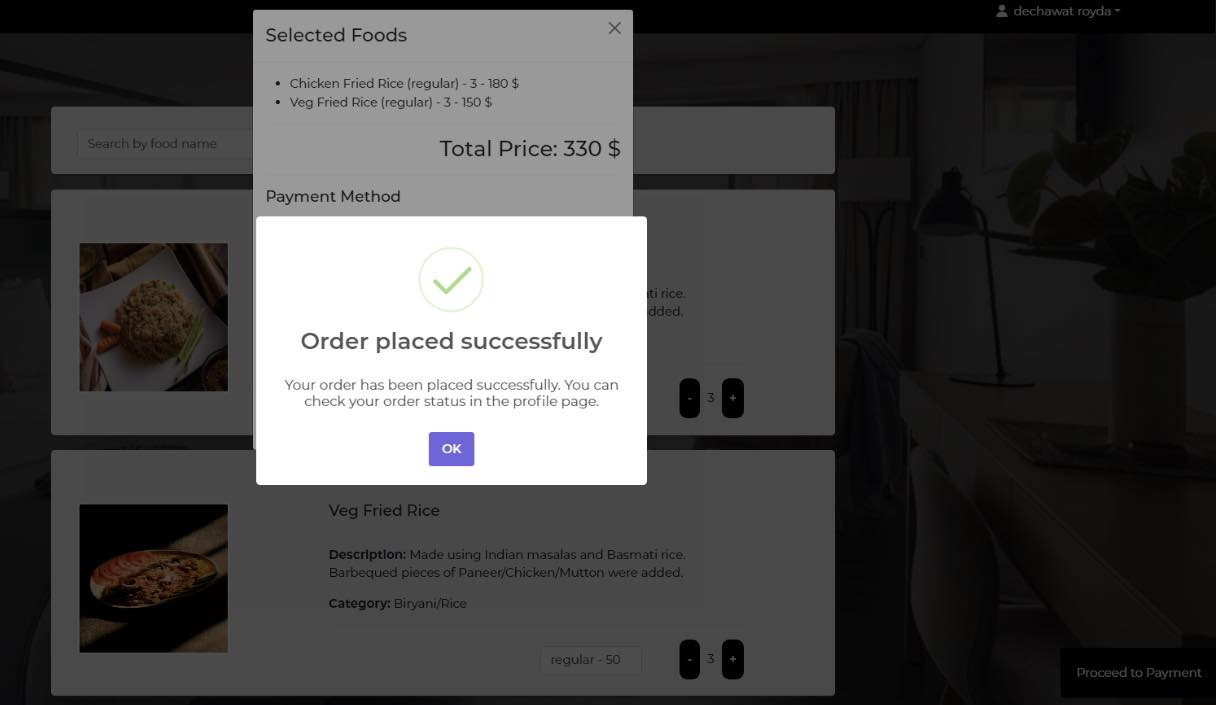 dechawat royda
Selected Foods
Chicken Fried Rice (regular) - 3 - 180 $
Veg Fried Rice (regular) - 3 - 150 $
Search by food name
Total Price: 330 $
Payment Method
Order placed successfully
Your order has been placed successfully. You can
check your order status in the profile page.
OK
ti rice.
dded.
- 3 +
Veg Fried Rice
Description: Made using Indian masalas and Basmati rice.
Barbequed pieces of Paneer/Chicken/Mutton were added.
Category: Biryani/Rice
regular - 50
- 3 +
Proceed to Payment